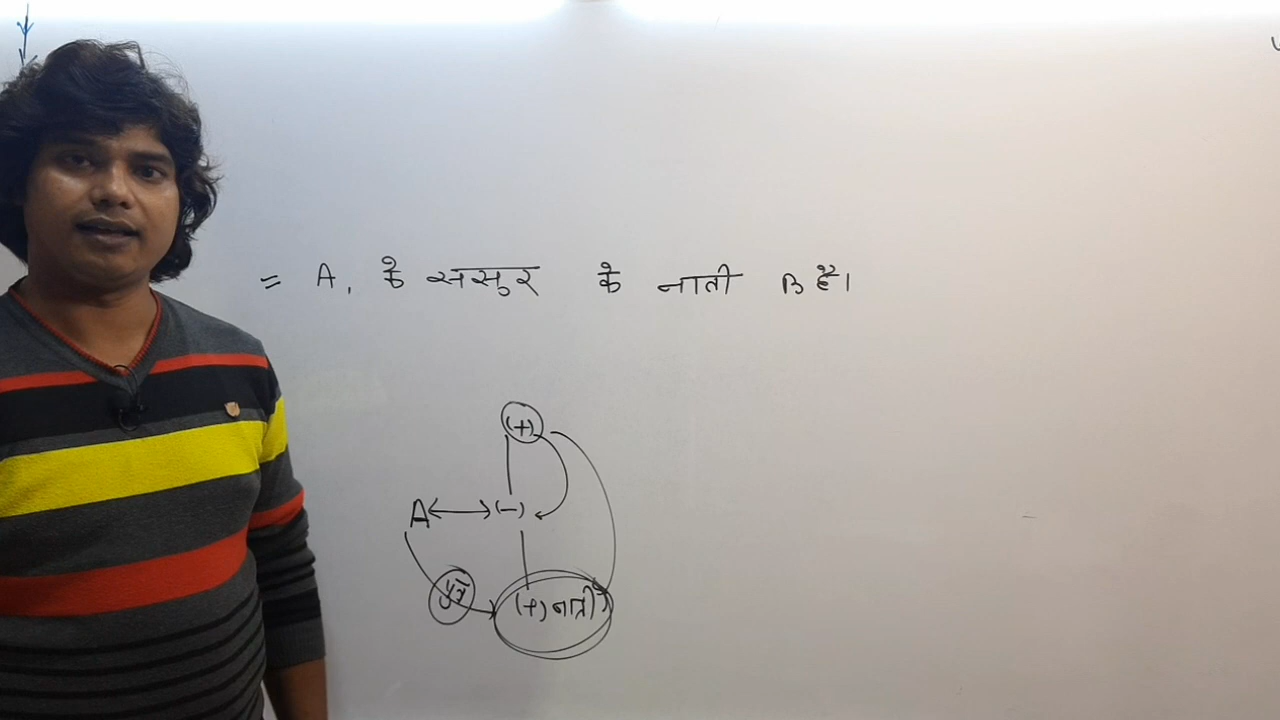 = A, के ससुर के नाती B है।
(+)
A ↔ (-)
पुत्र (+) नाती